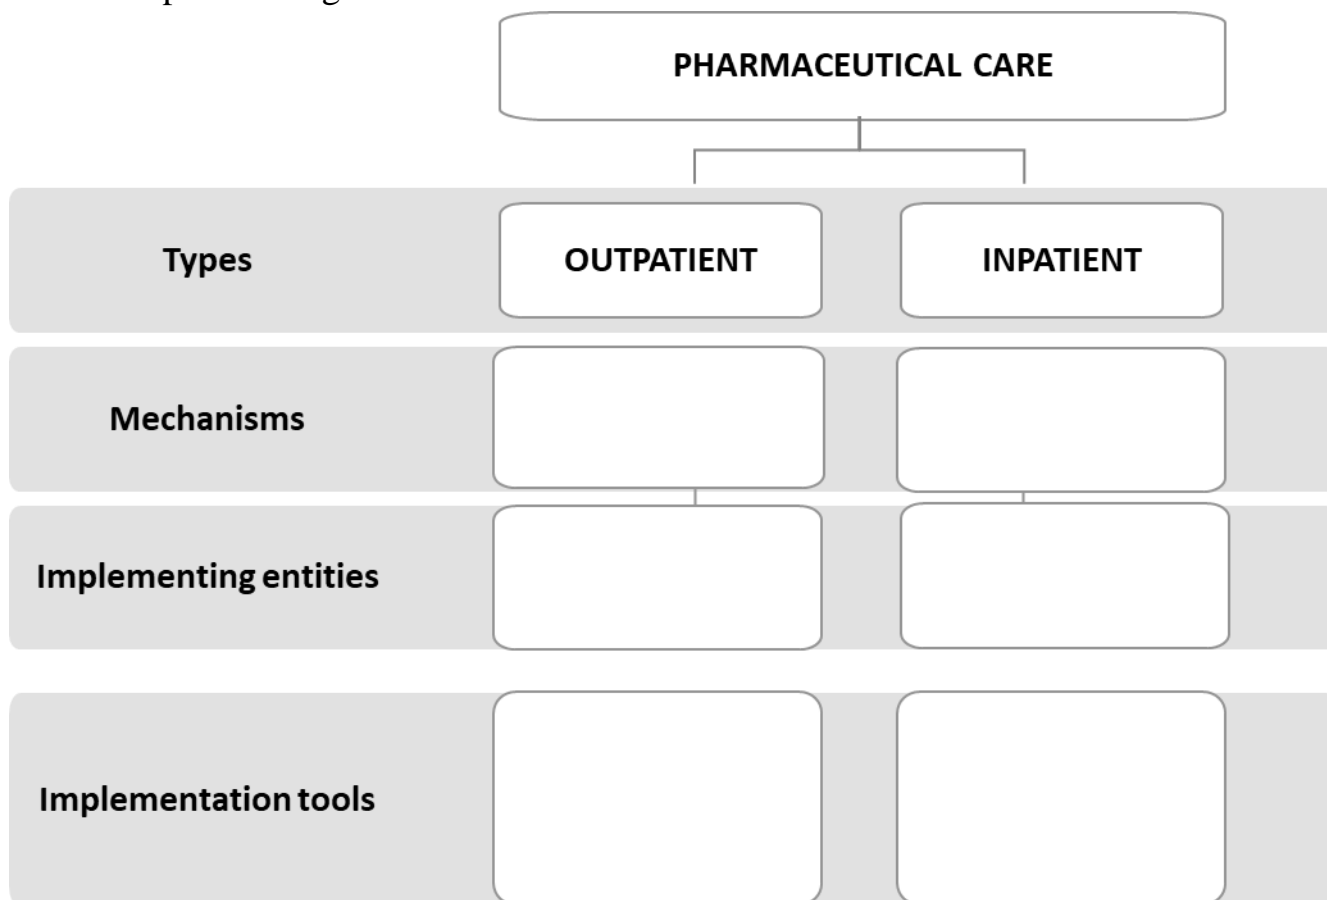 PHARMACEUTICAL CARE
Types
OUTPATIENT
INPATIENT
Mechanisms
Implementing entities
Implementation tools